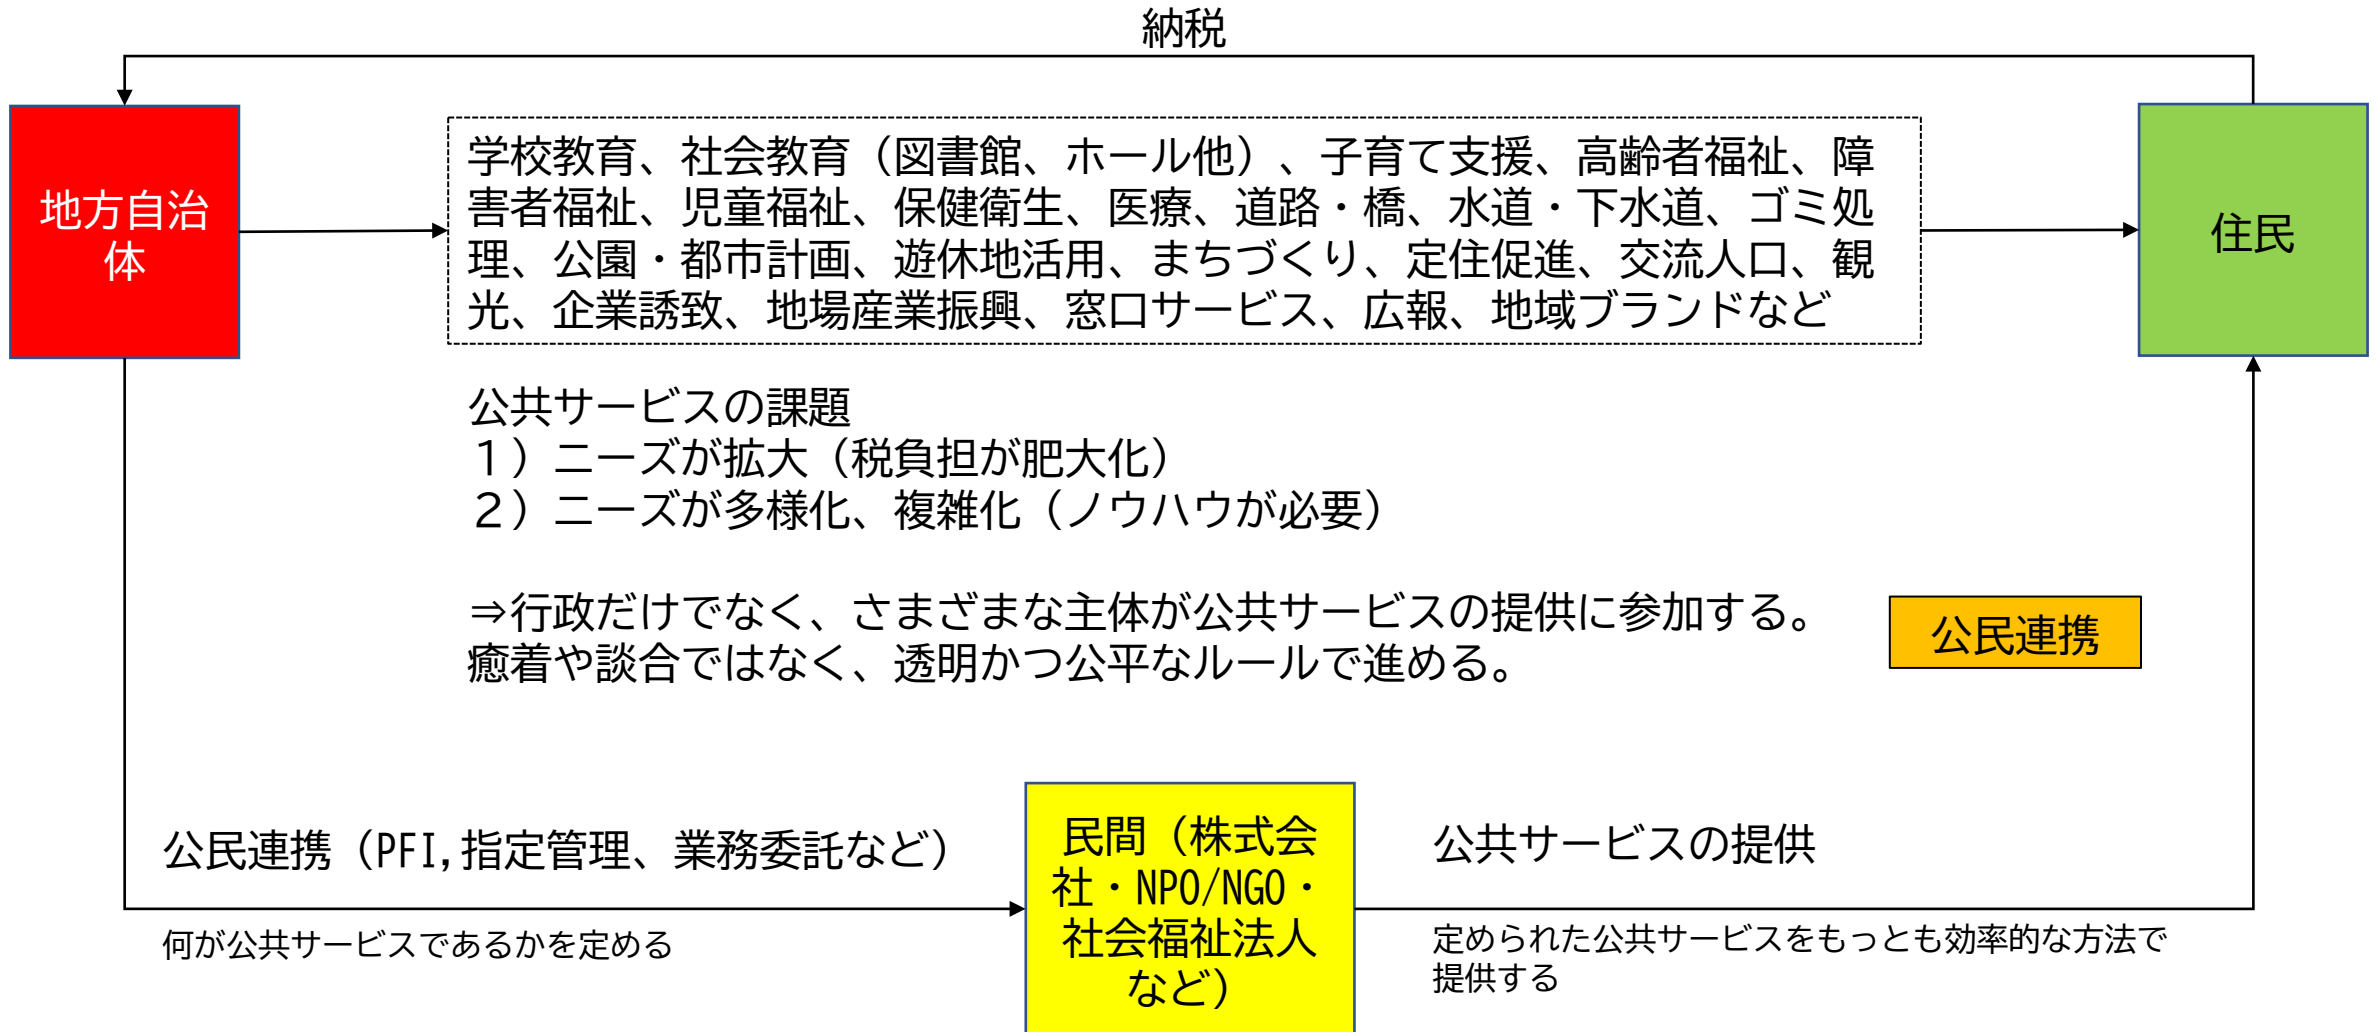 納税
地方自治
体
学校教育、社会教育（図書館、ホール他）、子育て支援、高齢者福祉、障
害者福祉、児童福祉、保健衛生、医療、道路・橋、水道・下水道、ゴミ処
理、公園・都市計画、遊休地活用、まちづくり、定住促進、交流人口、観
光、企業誘致、地場産業振興、窓口サービス、広報、地域ブランドなど
住民
公共サービスの課題
１）ニーズが拡大（税負担が肥大化）
２）ニーズが多様化、複雑化（ノウハウが必要）
⇒行政だけでなく、さまざまな主体が公共サービスの提供に参加する。
癒着や談合ではなく、透明かつ公平なルールで進める。
公民連携
公民連携（PFI,指定管理、業務委託など）
何が公共サービスであるかを定める
民間（株式会
社・NPO/NGO・
社会福祉法人
など）
公共サービスの提供
定められた公共サービスをもっとも効率的な方法で
提供する